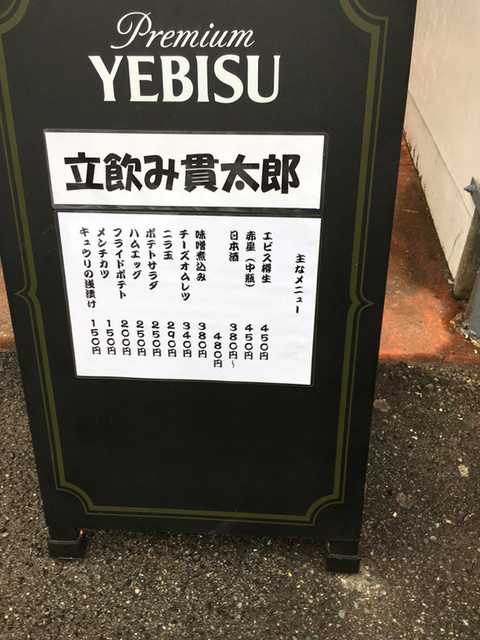 Premium
YEBISU
立飲み貫太郎
主なメニュー
エビス樽生 450円
赤星（中瓶） 450円
日本酒 380円～
480円
味噌煮込み 380円
チーズオムレツ 340円
ニラ玉 290円
ポテトサラダ 250円
ハムエッグ 250円
フライドポテト 200円
メンチカツ 150円
キュウリの浅漬け 150円